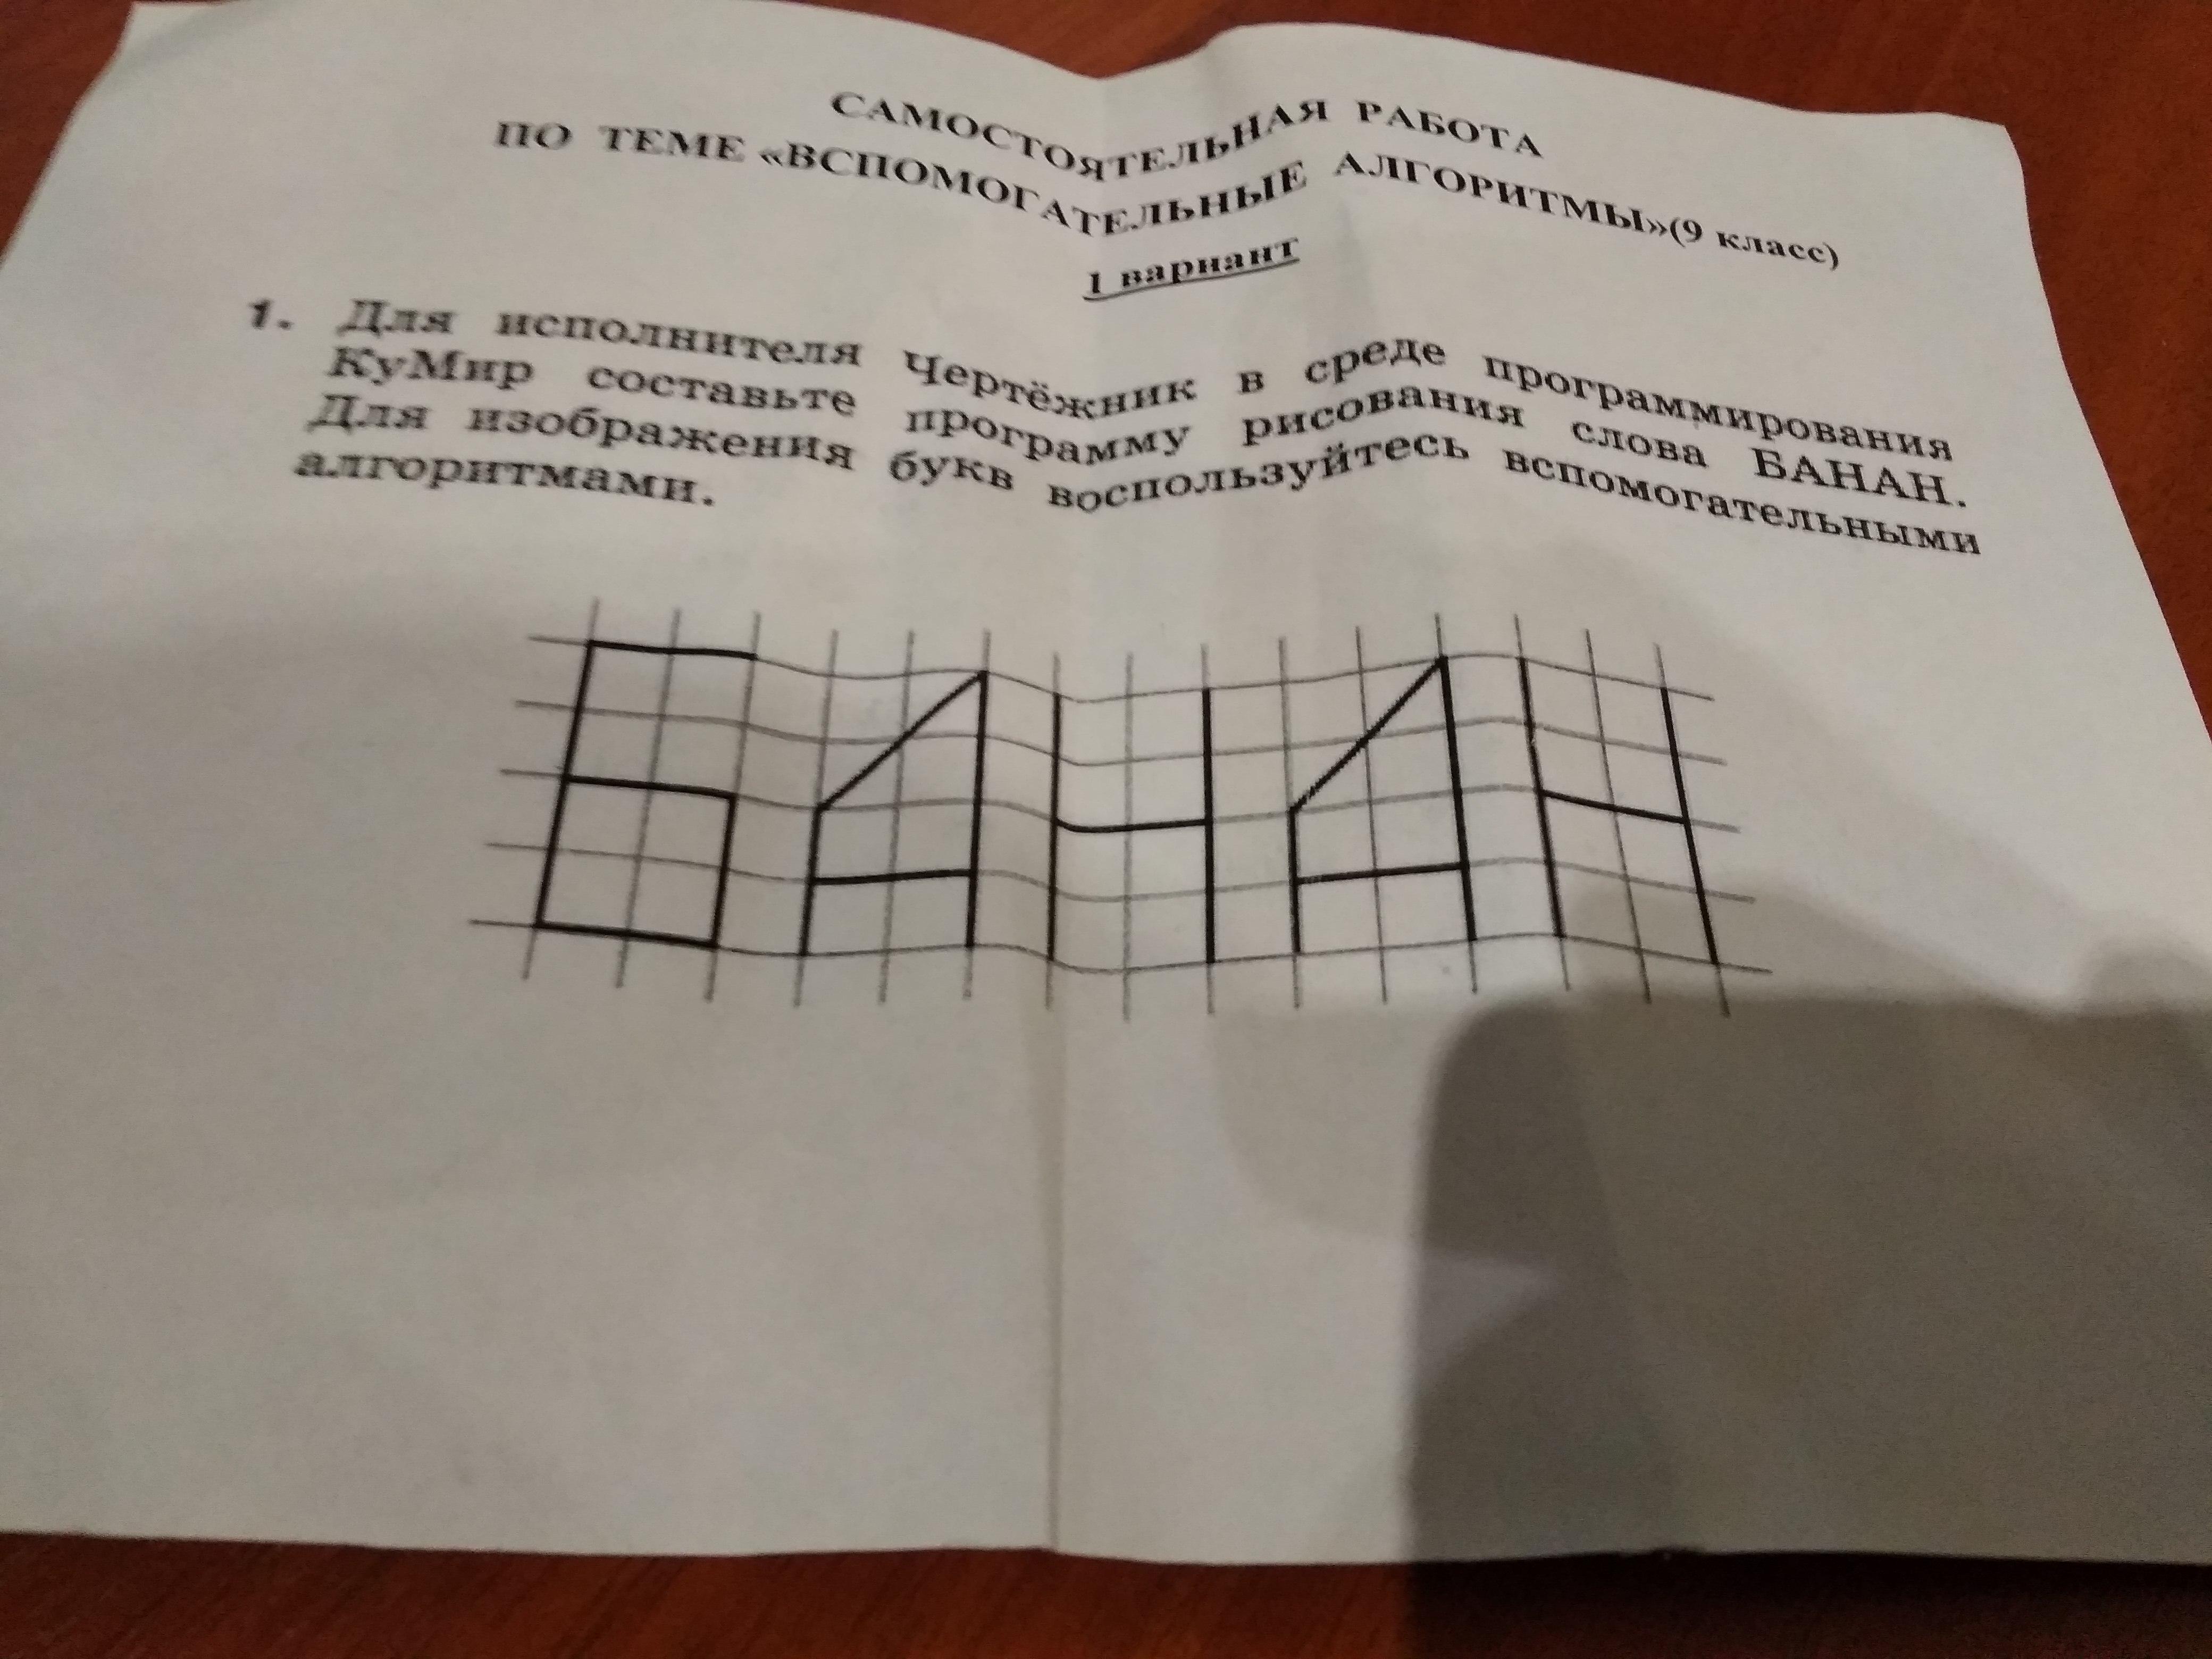 САМОСТОЯТЕЛЬНАЯ РАБОТА
ПО ТЕМЕ «ВСПОМОГАТЕЛЬНЫЕ АЛГОРИТМЫ»(9 класс)
1 вариант
1. Для исполнителя Чертёжник в среде программирования
КуМир составьте программу рисования слова БАНАН.
Для изображения букв воспользуйтесь вспомогательными
алгоритмами.